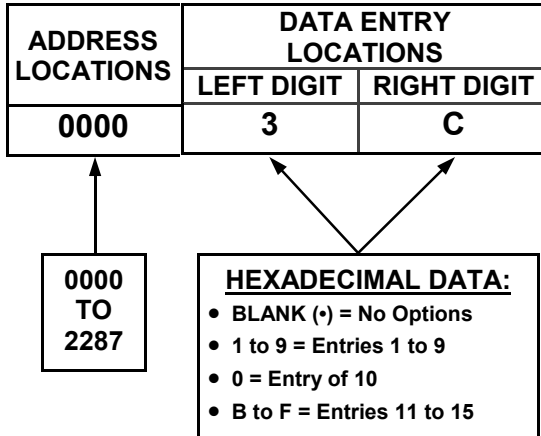 ADDRESS
LOCATIONS
DATA ENTRY
LOCATIONS
LEFT DIGIT
RIGHT DIGIT
0000
3
C
0000
TO
2287
HEXADECIMAL DATA:
• BLANK (•) = No Options
• 1 to 9 = Entries 1 to 9
• 0 = Entry of 10
• B to F = Entries 11 to 15